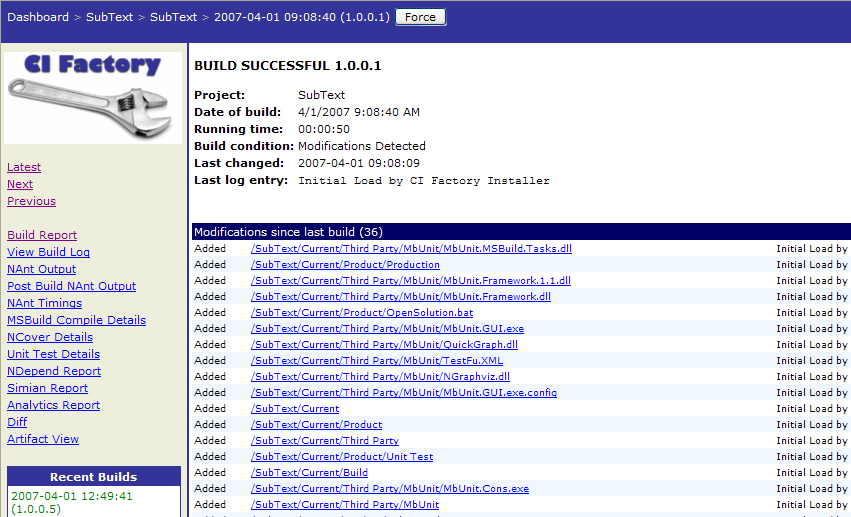 Dashboard > SubText > SubText > 2007-04-01 09:08:40 (1.0.0.1) Force
CI Factory
Latest
Next
Previous
Build Report
View Build Log
NAnt Output
Post Build NAnt Output
NAnt Timings
MSBuild Compile Details
NCover Details
Unit Test Details
NDepend Report
Simian Report
Analytics Report
Diff
Artifact View
Recent Builds
2007-04-01 12:49:41
(1.0.0.5)
BUILD SUCCESSFUL 1.0.0.1
Project: SubText
Date of build: 4/1/2007 9:08:40 AM
Running time: 00:00:50
Build condition: Modifications Detected
Last changed: 2007-04-01 09:08:09
Last log entry: Initial Load by CI Factory Installer
Modifications since last build (36)
Added /SubText/Current/Third Party/MbUnit/MbUnit.MSBuild.Tasks.dll Initial Load by
Added /SubText/Current/Product/Production Initial Load by
Added /SubText/Current/Third Party/MbUnit/MbUnit.Framework.1.1.dll Initial Load by
Added /SubText/Current/Third Party/MbUnit/MbUnit.Framework.dll Initial Load by
Added /SubText/Current/Product/OpenSolution.bat Initial Load by
Added /SubText/Current/Third Party/MbUnit/MbUnit.GUI.exe Initial Load by
Added /SubText/Current/Third Party/MbUnit/QuickGraph.dll Initial Load by
Added /SubText/Current/Third Party/MbUnit/TestFu.XML Initial Load by
Added /SubText/Current/Third Party/MbUnit/NGraphviz.dll Initial Load by
Added /SubText/Current/Third Party/MbUnit/MbUnit.GUI.exe.config Initial Load by
Added /SubText/Current Initial Load by
Added /SubText/Current/Product Initial Load by
Added /SubText/Current/Third Party Initial Load by
Added /SubText/Current/Product/Unit Test Initial Load by
Added /SubText/Current/Build Initial Load by
Added /SubText/Current/Third Party/MbUnit/MbUnit.Cons.exe Initial Load by
Added /SubText/Current/Third Party/MbUnit Initial Load by